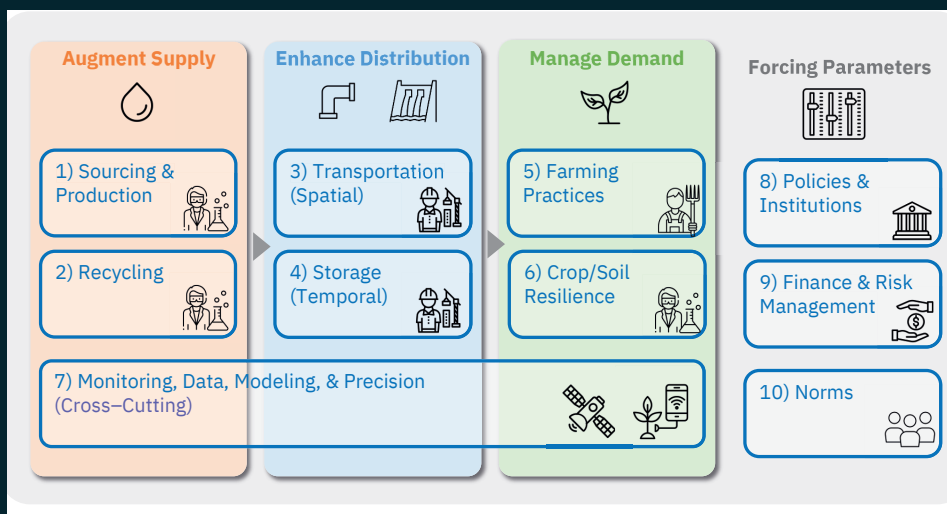 Augment Supply
1) Sourcing &
Production
2) Recycling
Enhance Distribution
3) Transportation
(Spatial)
4) Storage
(Temporal)
Manage Demand
5) Farming
Practices
6) Crop/Soil
Resilience
7) Monitoring, Data, Modeling, & Precision
(Cross–Cutting)
Forcing Parameters
8) Policies &
Institutions
9) Finance & Risk
Management
$
10) Norms